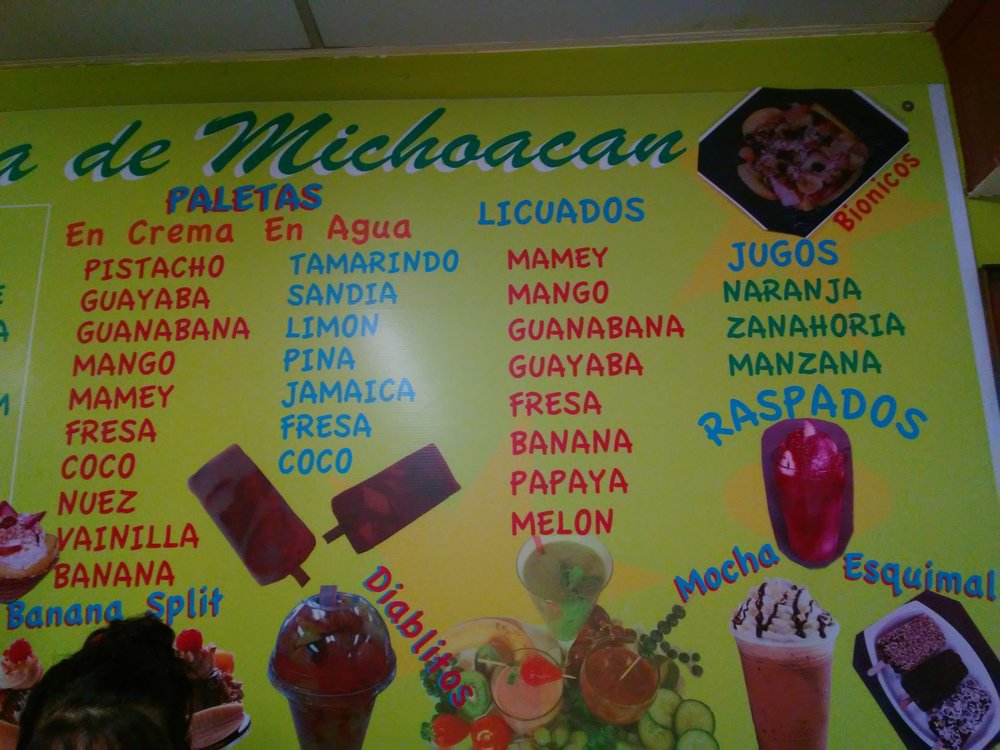 a de Michoacan
PALETAS
En Crema
PISTACHO
GUAYABA
GUANABANA
MANGO
MAMEY
FRESA
COCO
NUEZ
VAINILLA
BANANA
En Agua
TAMARINDO
SANDIA
LIMON
PINA
JAMAICA
FRESA
COCO
LICUADOS
MAMEY
MANGO
GUANABANA
GUAYABA
FRESA
BANANA
PAPAYA
MELON
Bionicos
JUGOS
NARANJA
ZANAHORIA
MANZANA
RASPADOS
Banana Split
Diablitos
Mocha
Esquimal